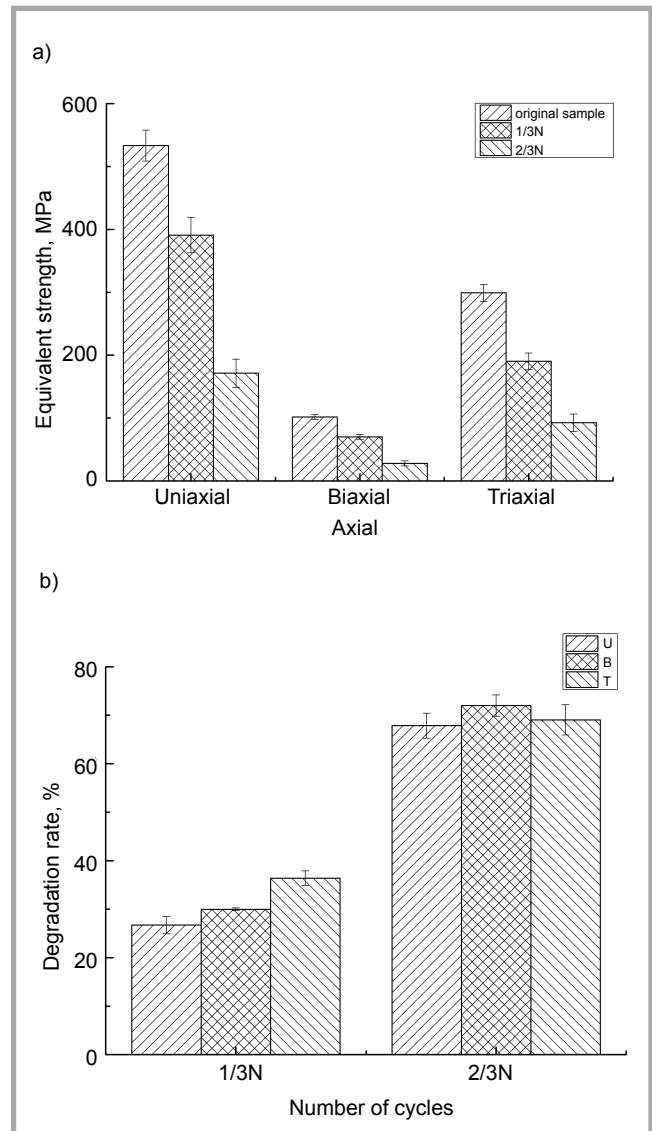 a)
600
400
200
0
Equivalent strength, MPa
original sample
1/3N
2/3N
Uniaxial
Biaxial
Triaxial
Axial
b)
80
60
40
20
0
Degradation rate, %
U
B
T
1/3N
2/3N
Number of cycles